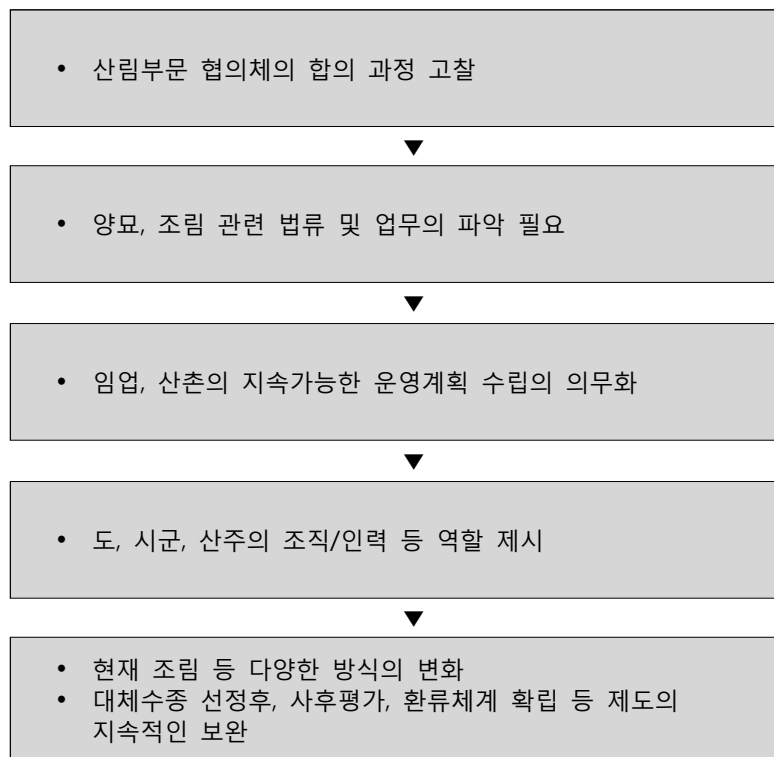 • 산림부문 협의체의 합의 과정 고찰
▼
• 양묘, 조림 관련 법류 및 업무의 파악 필요
▼
• 임업, 산촌의 지속가능한 운영계획 수립의 의무화
▼
• 도, 시군, 산주의 조직/인력 등 역할 제시
▼
• 현재 조림 등 다양한 방식의 변화
• 대체수종 선정후, 사후평가, 환류체계 확립 등 제도의
지속적인 보완